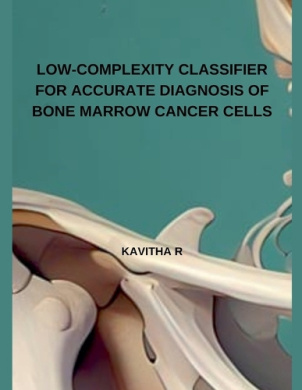 LOW-COMPLEXITY CLASSIFIER
FOR ACCURATE DIAGNOSIS OF
BONE MARROW CANCER CELLS
KAVITHA R